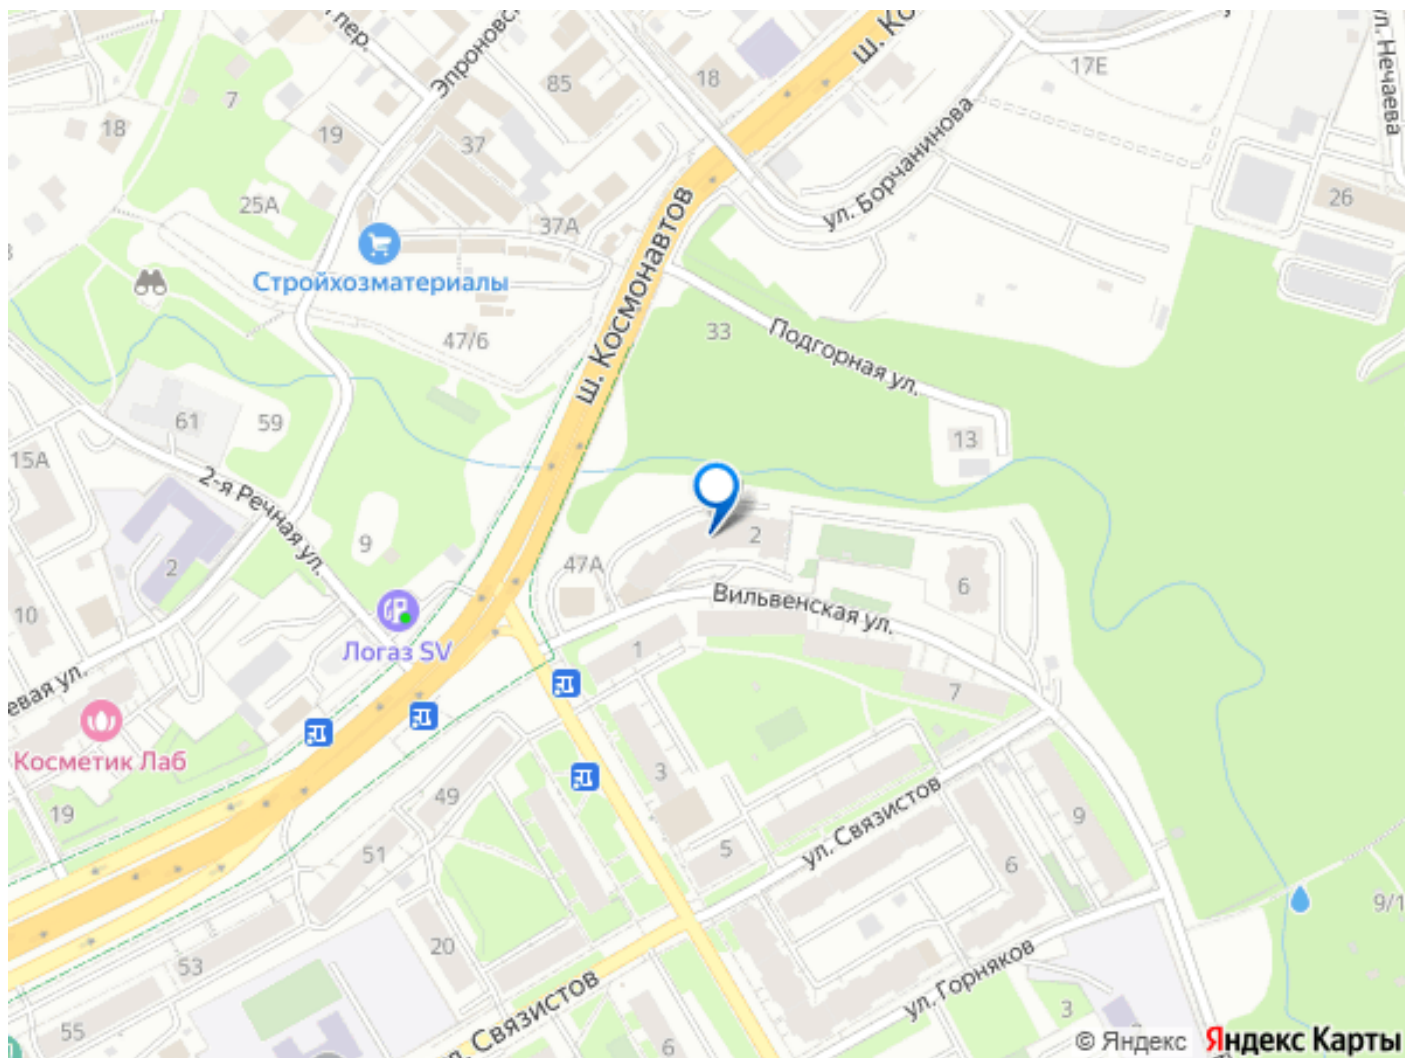 пер.
Эпроновск
ш. Ко
17Е
ул. Нечаева
85
18
7
18
19
37
ул. Борчанинова
25А
37А
26
Стройхозматериалы
ш. Космонавтов
47/6
33
Подгорная ул.
61
59
13
15А
2-я Речная ул.
9
2
2
47А
6
Вильвенская ул.
10
Логаз SV
1
7
евая ул.
Косметик Лаб
3
19
49
ул. Связистов
9
51
5
6
20
9/1
53
ул. Связистов
ул. Горняков
3
55
6
© Яндекс Яндекс Карты